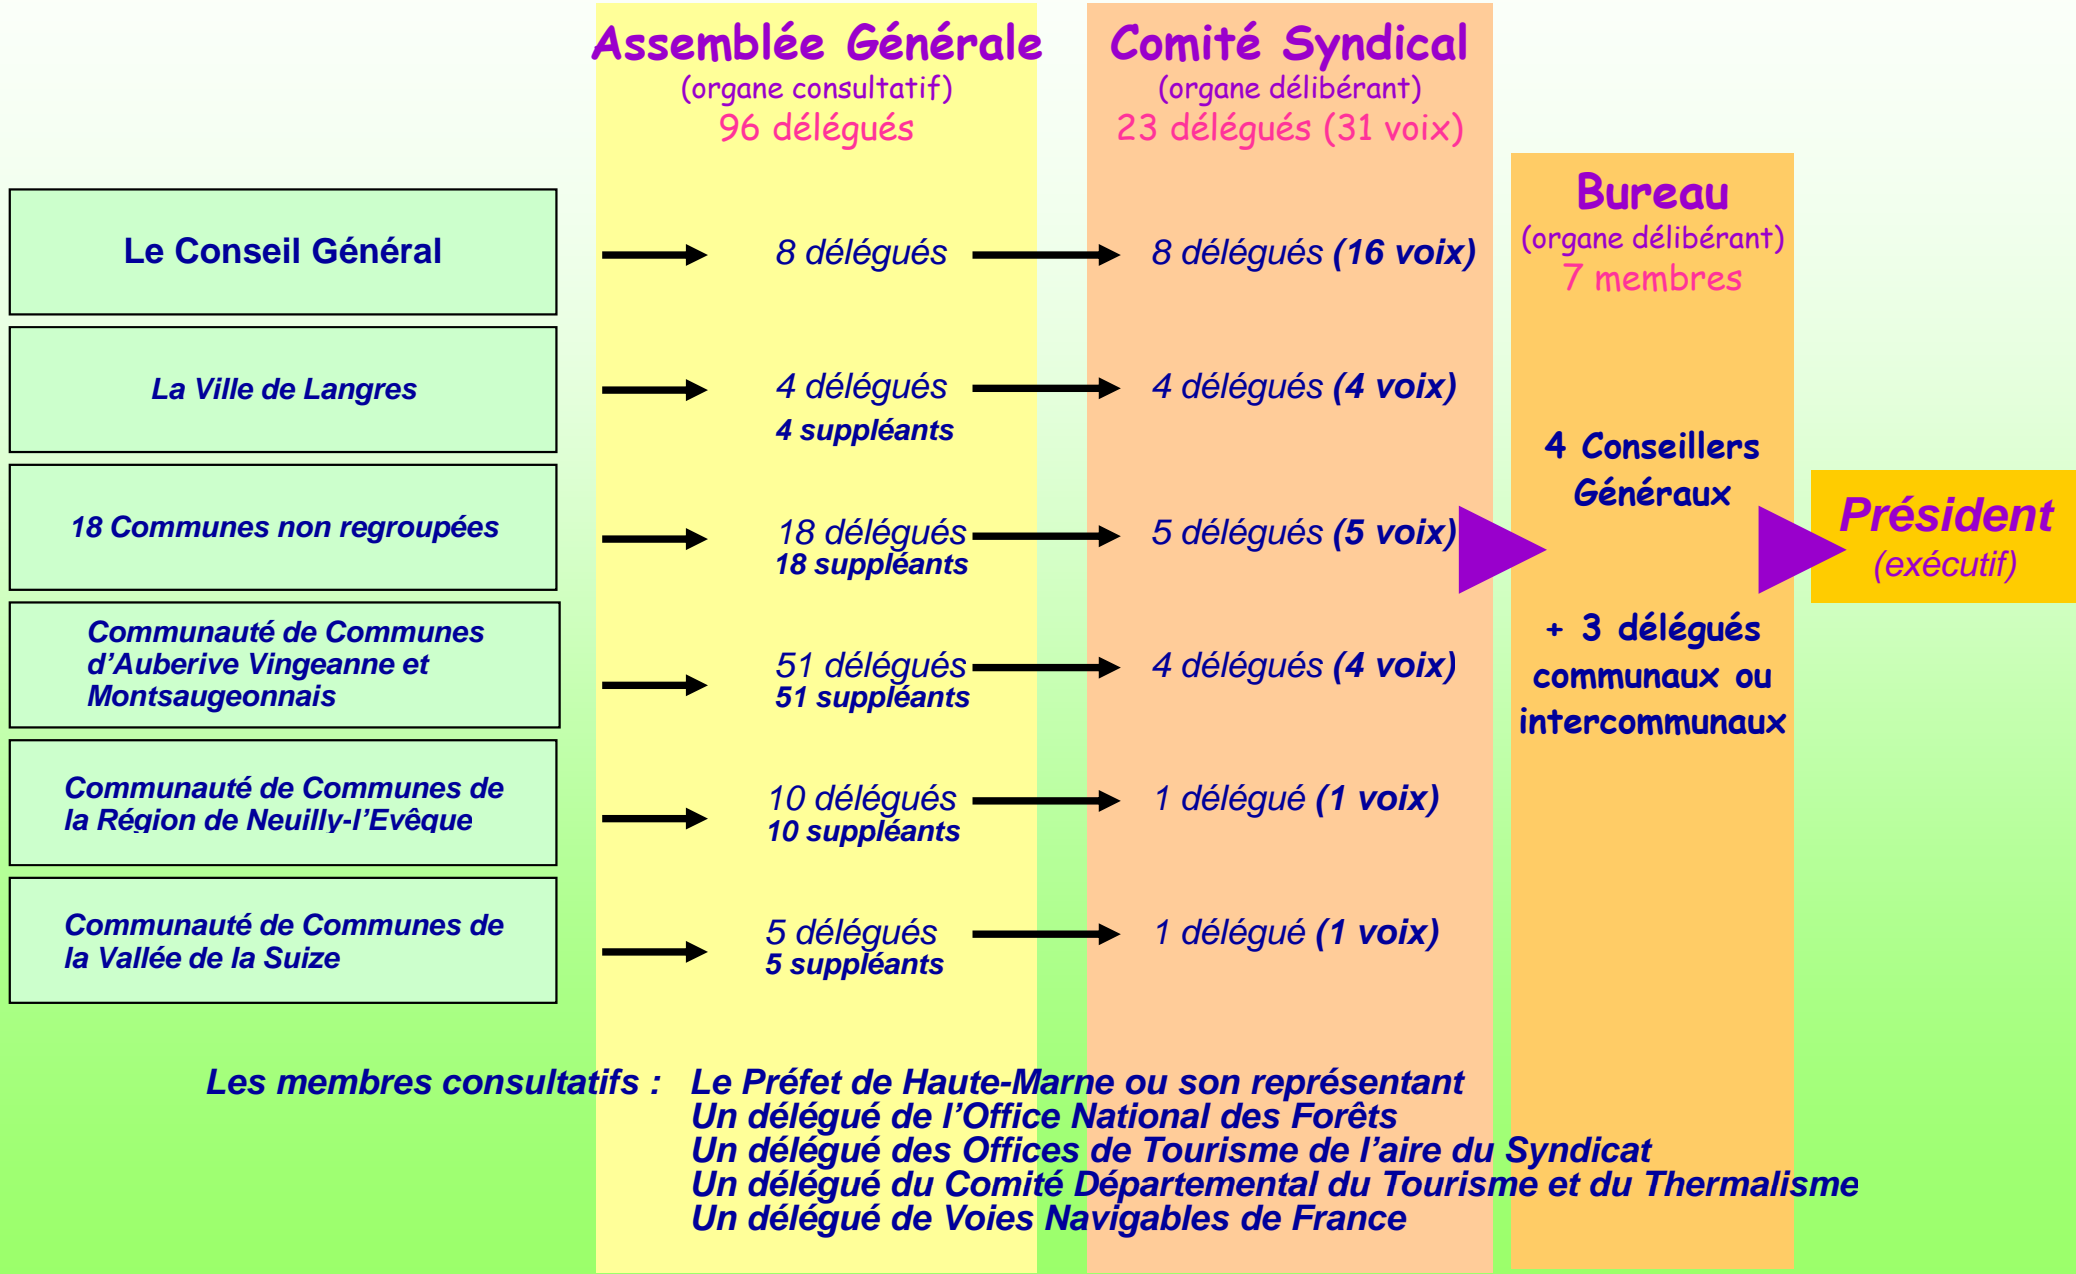 Assemblée Générale
(organe consultatif)
96 délégués
Comité Syndical
(organe délibérant)
23 délégués (31 voix)
Bureau
(organe délibérant)
7 membres
Le Conseil Général
8 délégués
8 délégués (16 voix)
La Ville de Langres
4 délégués
4 suppléants
4 délégués (4 voix)
18 Communes non regroupées
18 délégués
18 suppléants
5 délégués (5 voix)
Communauté de Communes
d’Auberive Vingeanne et
Montsaugeonnais
51 délégués
51 suppléants
4 délégués (4 voix)
Communauté de Communes de
la Région de Neuilly-l’Evêque
10 délégués
10 suppléants
1 délégué (1 voix)
Communauté de Communes de
la Vallée de la Suize
5 délégués
5 suppléants
1 délégué (1 voix)
4 Conseillers
Généraux
+ 3 délégués
communaux ou
intercommunaux
Président
(exécutif)
Les membres consultatifs : Le Préfet de Haute-Marne ou son représentant
Un délégué de l’Office National des Forêts
Un délégué des Offices de Tourisme de l’aire du Syndicat
Un délégué du Comité Départemental du Tourisme et du Thermalisme
Un délégué de Voies Navigables de France